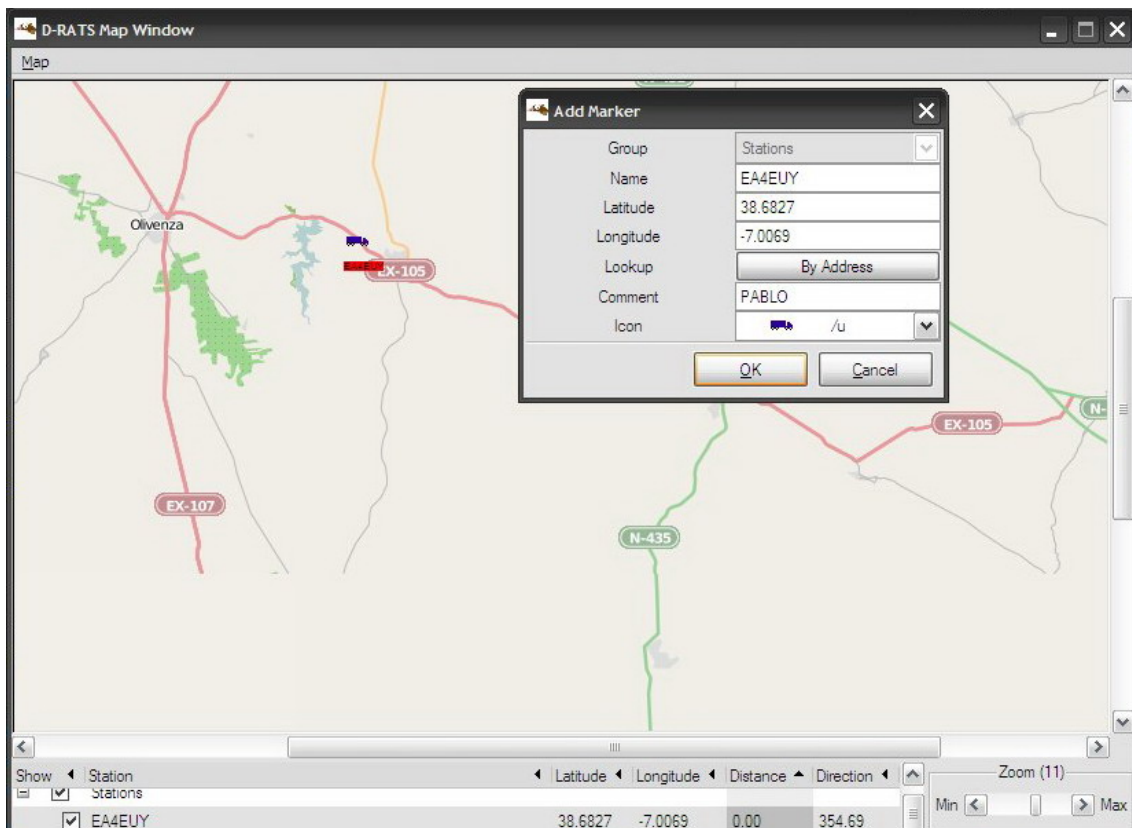 D-RATS Map Window
Map
Add Marker
Group
Stations
Name
EA4EUY
Latitude
38.6827
Longitude
-7.0069
Lookup
By Address
Comment
PABLO
Icon
/u
OK
Cancel
Olivenza
EA4EUY
EX-105
EX-105
N-
EX-107
N-435
Show Station Latitude Longitude Distance Direction
Stations
EA4EUY 38.6827 -7.0069 0.00 354.69
Zoom (11)
Min Max